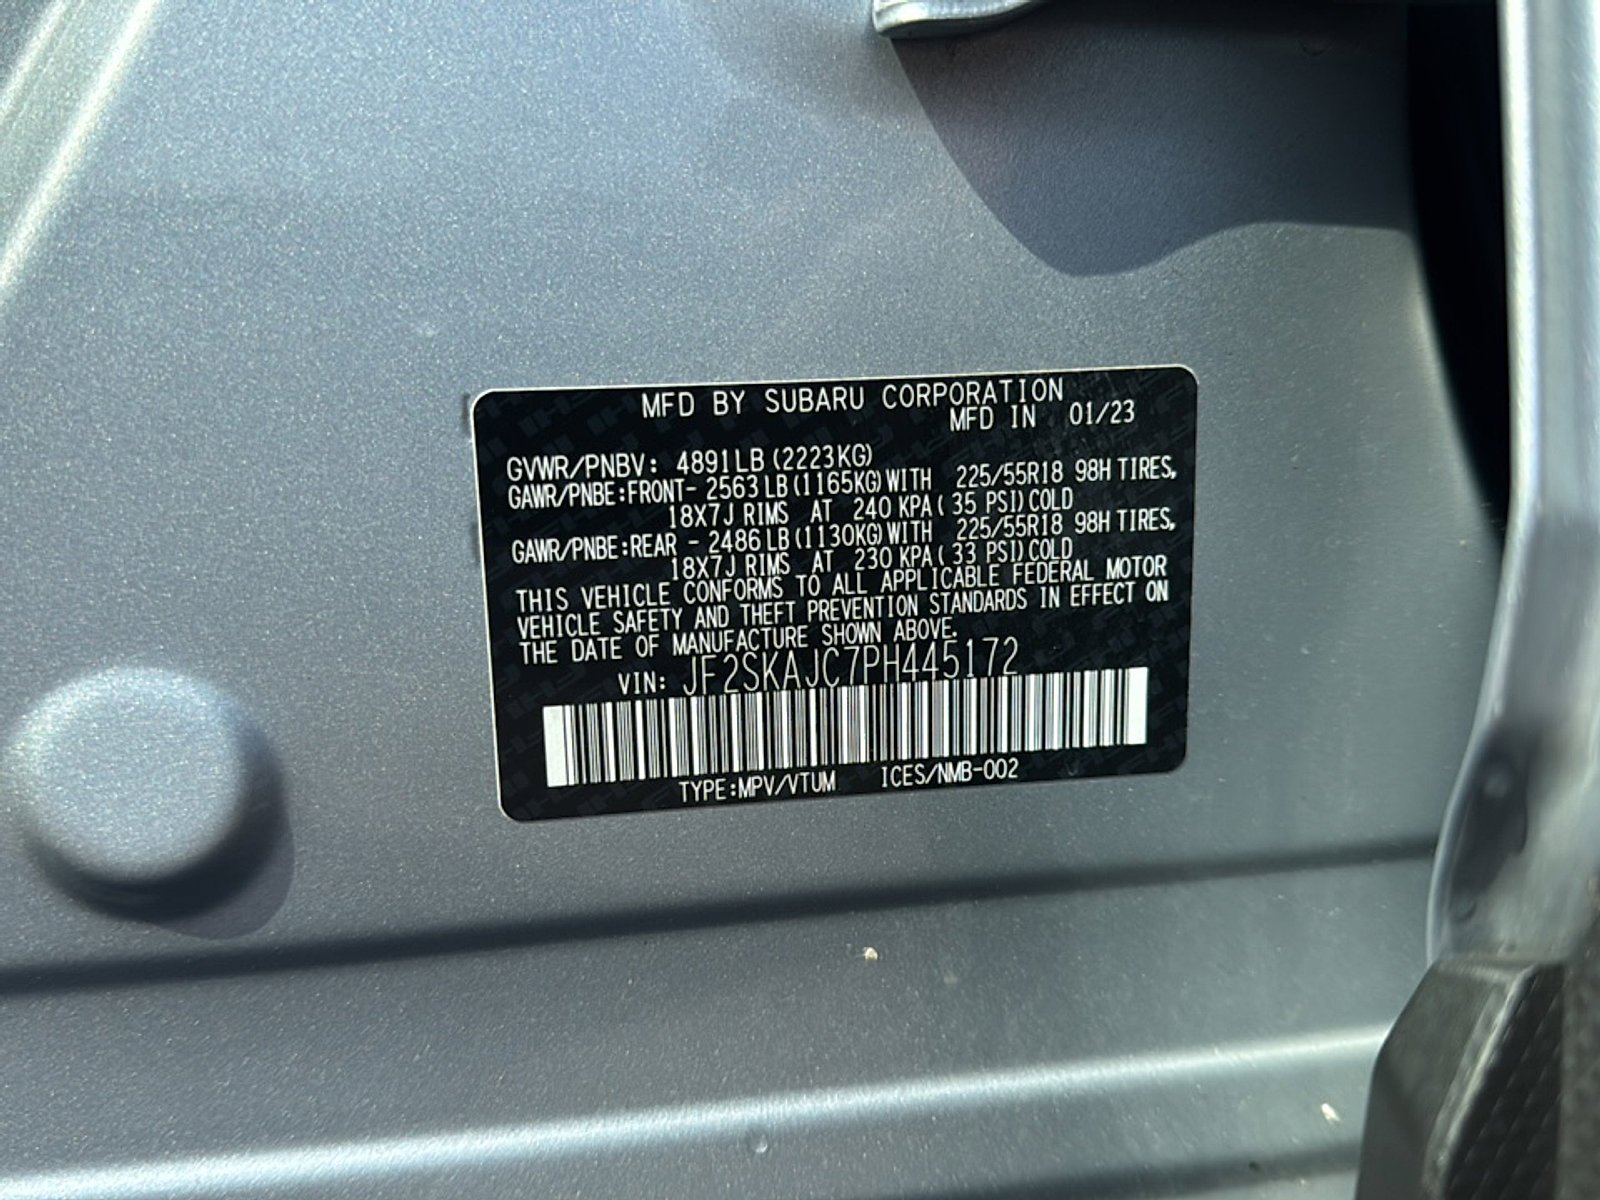 MFD BY SUBARU CORPORATION
MFD IN 01/23
GVWR/PNBV: 4891LB (2223KG)
GAWR/PNBE:FRONT- 2563LB (1165KG)WITH 225/55R18 98H TIRES,
18X7J RIMS AT 240 KPA ( 35 PSI)COLD
GAWR/PNBE:REAR - 2486LB (1130KG)WITH 225/55R18 98H TIRES,
18X7J RIMS AT 230 KPA ( 33 PSI)COLD
THIS VEHICLE CONFORMS TO ALL APPLICABLE FEDERAL MOTOR
VEHICLE SAFETY AND THEFT PREVENTION STANDARDS IN EFFECT ON
THE DATE OF MANUFACTURE SHOWN ABOVE.
VIN: JF2SKAJC7PH445172
TYPE:MPV/VTUM ICES/NMB-002